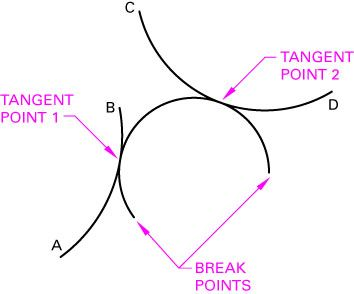 C
TANGENT
POINT 2
TANGENT
POINT 1
B
D
A
BREAK
POINTS